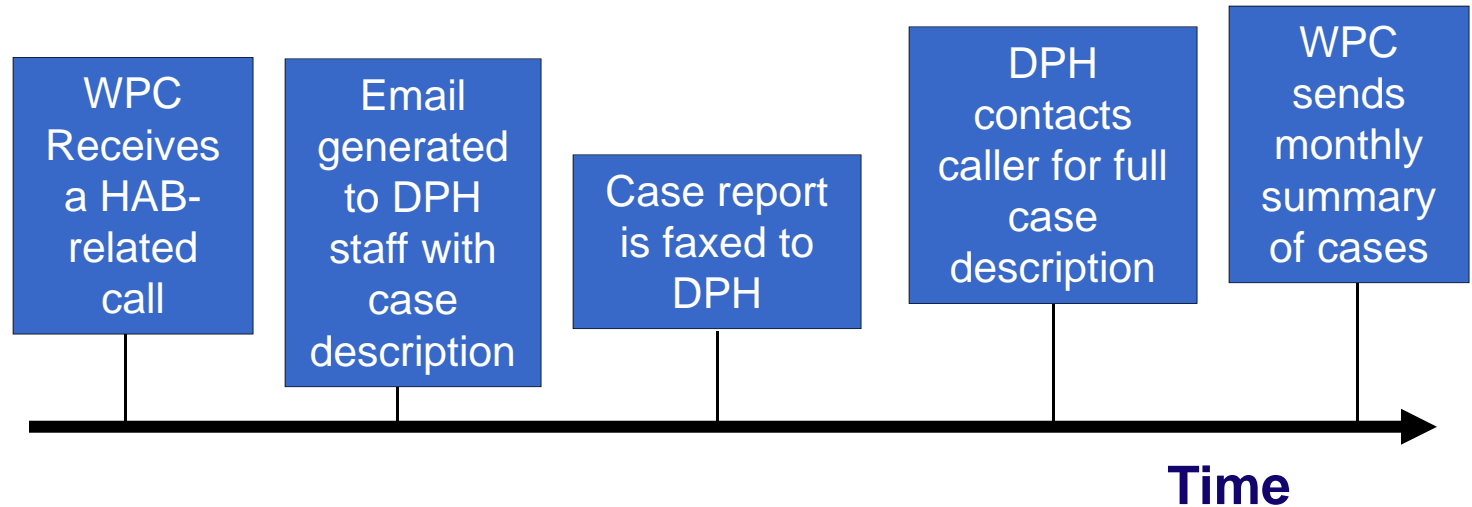 WPC
Receives
a HAB-
related
call
Email
generated
to DPH
staff with
case
description
Case report
is faxed to
DPH
DPH
contacts
caller for full
case
description
WPC
sends
monthly
summary
of cases
Time